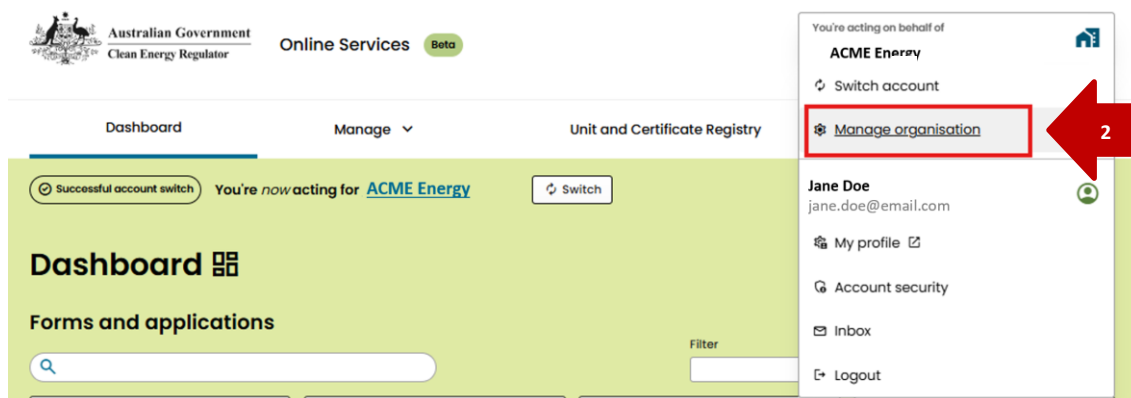 Australian Government
Clean Energy Regulator
Online Services Beta
You're acting on behalf of
ACME Energy
Switch account
Manage organisation
2
Dashboard
Manage
Unit and Certificate Registry
Successful account switch
You're now acting for ACME Energy
Switch
Jane Doe
jane.doe@email.com
My profile
Account security
Inbox
Logout
Dashboard
Forms and applications
Filter